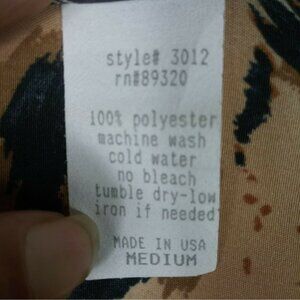 style# 3012
rn#89320
100% polyester
machine wash
cold water
no bleach
tumble dry-low
iron if needed
MADE IN USA
MEDIUM